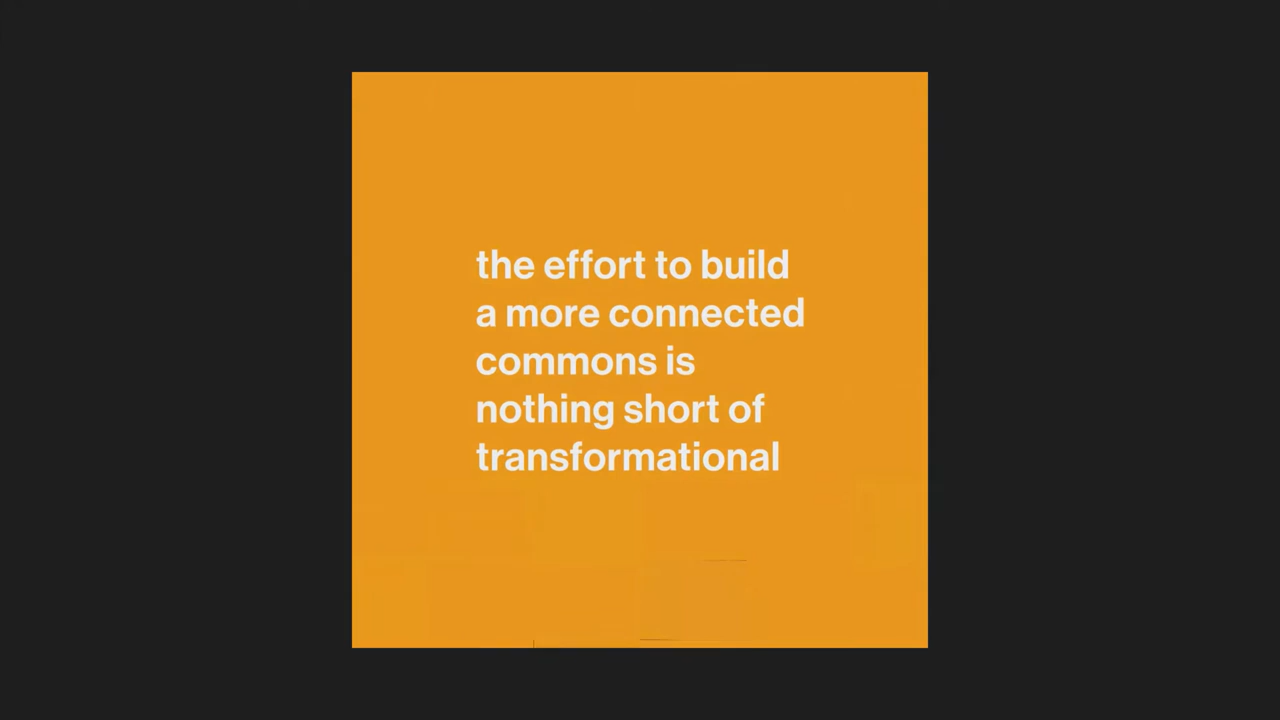 the effort to build
a more connected
commons is
nothing short of
transformational